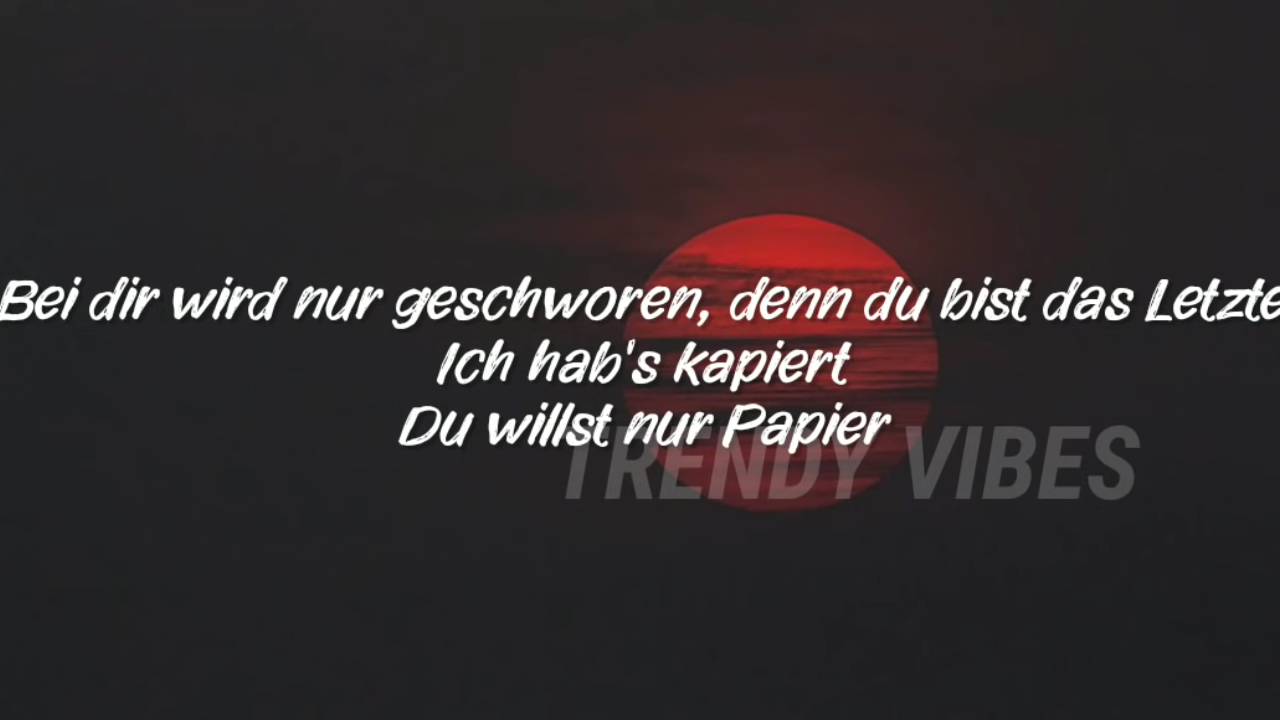 Bei dir wird nur geschworen, denn du bist das Letzte
Ich hab's kapiert
Du willst nur Papier
TRENDY VIBES